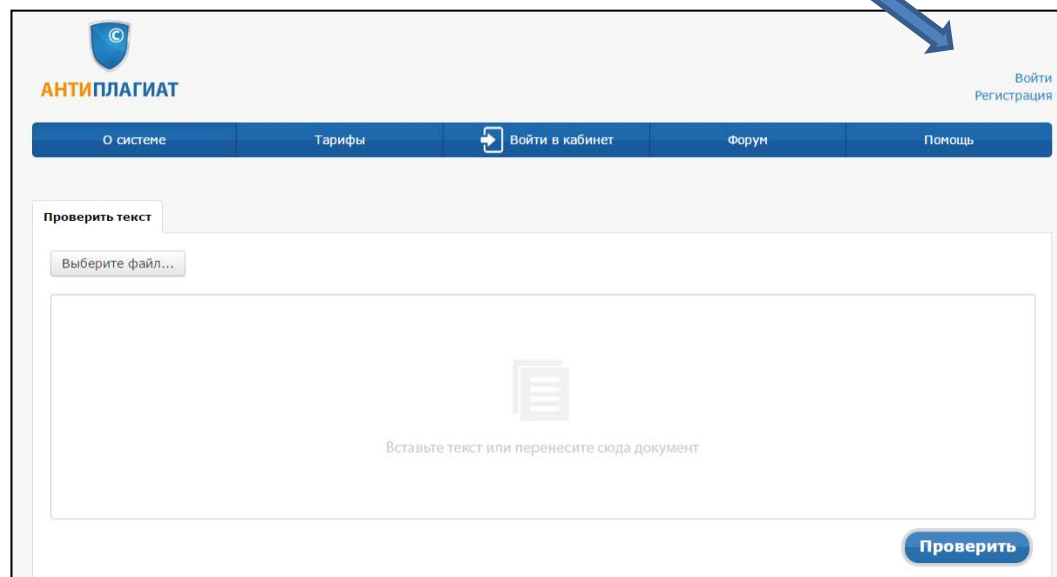 ©
АНТИПЛАГИАТ
Войти
Регистрация
О системе Тарифы Войти в кабинет Форум Помощь
Проверить текст
Выберите файл...
Вставьте текст или перенесите сюда документ
Проверить